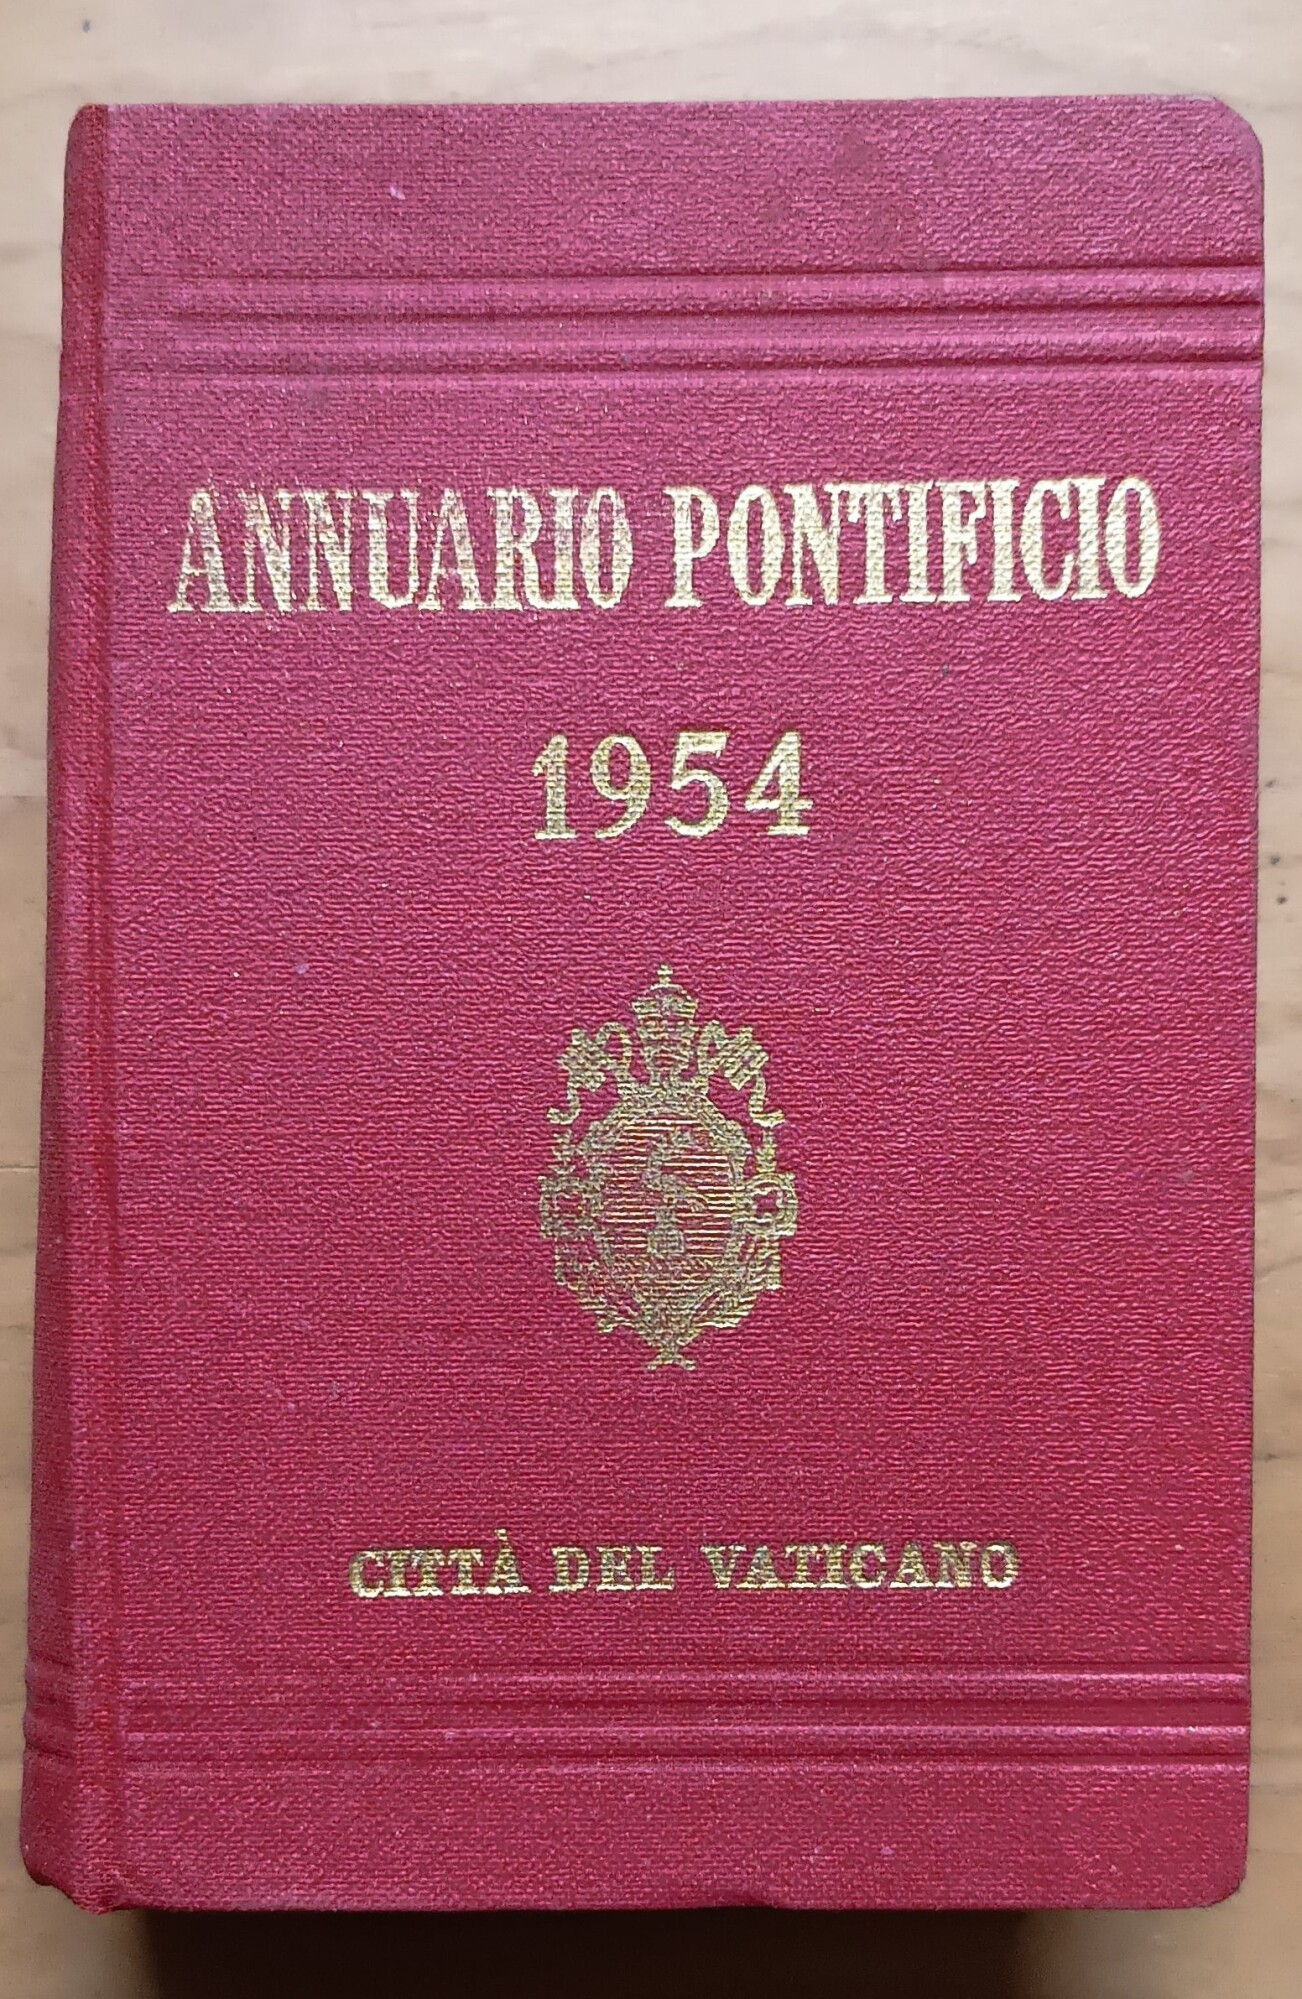 ANNUARIO PONTIFICIO
1954
CITTÀ DEL VATICANO